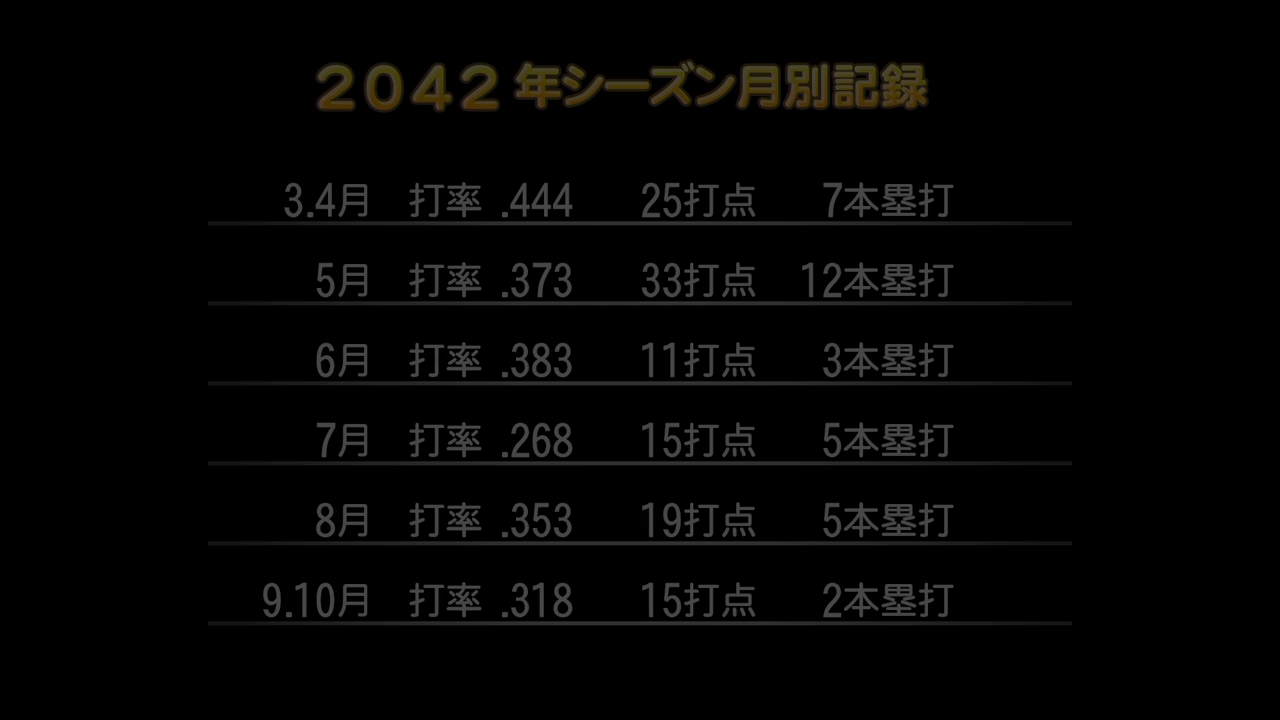 ２０４２年シーズン月別記録
3.4月 打率 .444 25打点 7本塁打
5月 打率 .373 33打点 12本塁打
6月 打率 .383 11打点 3本塁打
7月 打率 .268 15打点 5本塁打
8月 打率 .353 19打点 5本塁打
9.10月 打率 .318 15打点 2本塁打